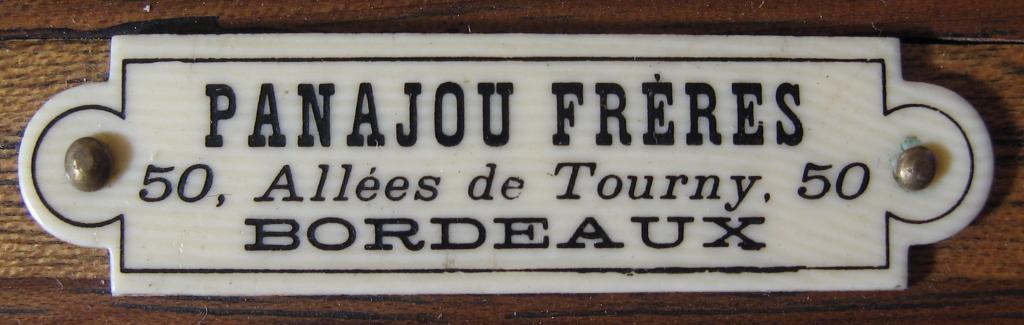 PANAJOU FRÈRES
50, Allées de Tourny, 50
BORDEAUX